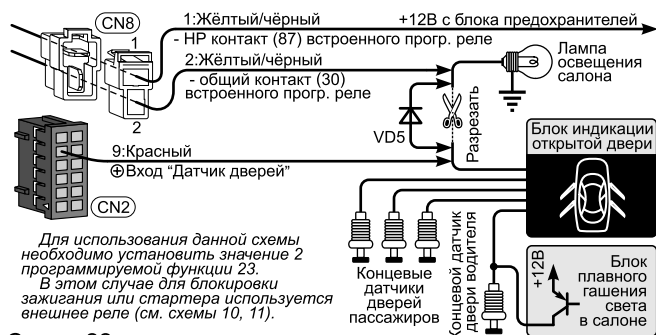 CN8
1:Жёлтый/чёрный
+12В с блока предохранителей
- НР контакт (87) встроенного прогр. реле
1
2:Жёлтый/чёрный
- общий контакт (30)
встроенного прогр. реле
2
Лампа
освещения
салона
VD5
Разрезать
9:Красный
⊕Вход “Датчик дверей”
CN2
Блок индикации
открытой двери
Для использования данной схемы
необходимо установить значение 2
программируемой функции 23.
В этом случае для блокировки
зажигания или стартера используется
внешнее реле (см. схемы 10, 11).
Концевые
датчики
дверей
пассажиров
Концевой датчик
двери водителя
+12В
Блок
плавного
гашения
света
в салоне